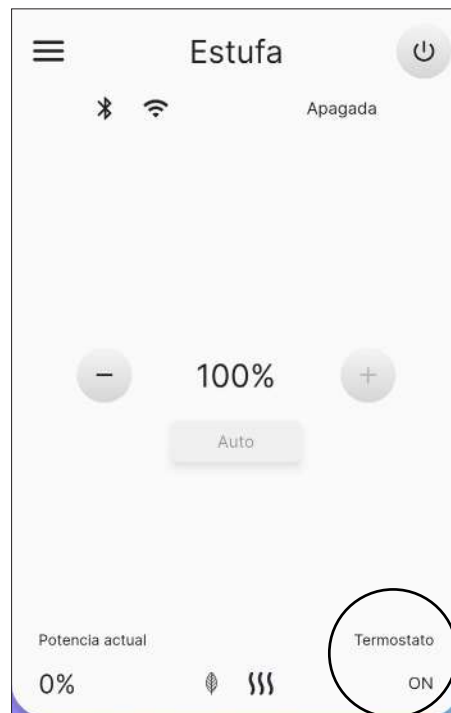 Estufa
Apagada
− 100% +
Auto
Potencia actual Termostato
0% ON